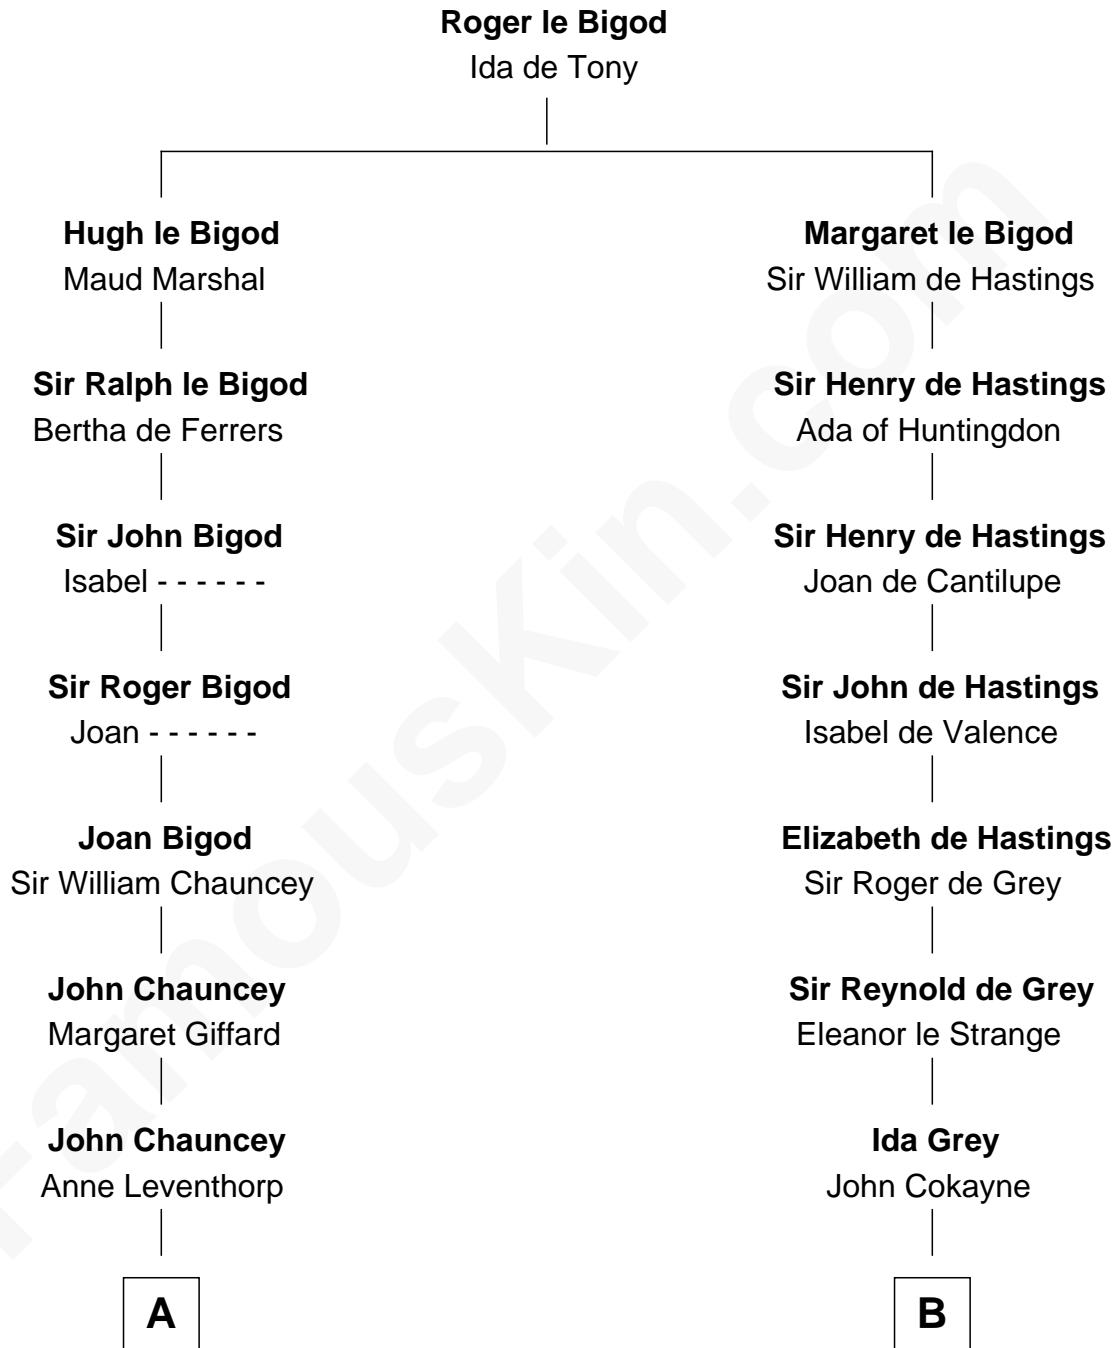 Roger le Bigod
Ida de Tony
Hugh le Bigod
Maud Marshal
Margaret le Bigod
Sir William de Hastings
Sir Ralph le Bigod
Bertha de Ferrers
Sir Henry de Hastings
Ada of Huntingdon
Sir John Bigod
Isabel - - - - - -
Sir Henry de Hastings
Joan de Cantilupe
Sir Roger Bigod
Joan - - - - - -
Sir John de Hastings
Isabel de Valence
Joan Bigod
Sir William Chauncey
Elizabeth de Hastings
Sir Roger de Grey
John Chauncey
Margaret Giffard
Sir Reynold de Grey
Eleanor le Strange
John Chauncey
Anne Leventhorp
Ida Grey
John Cokayne
A
B
FamousKin.com